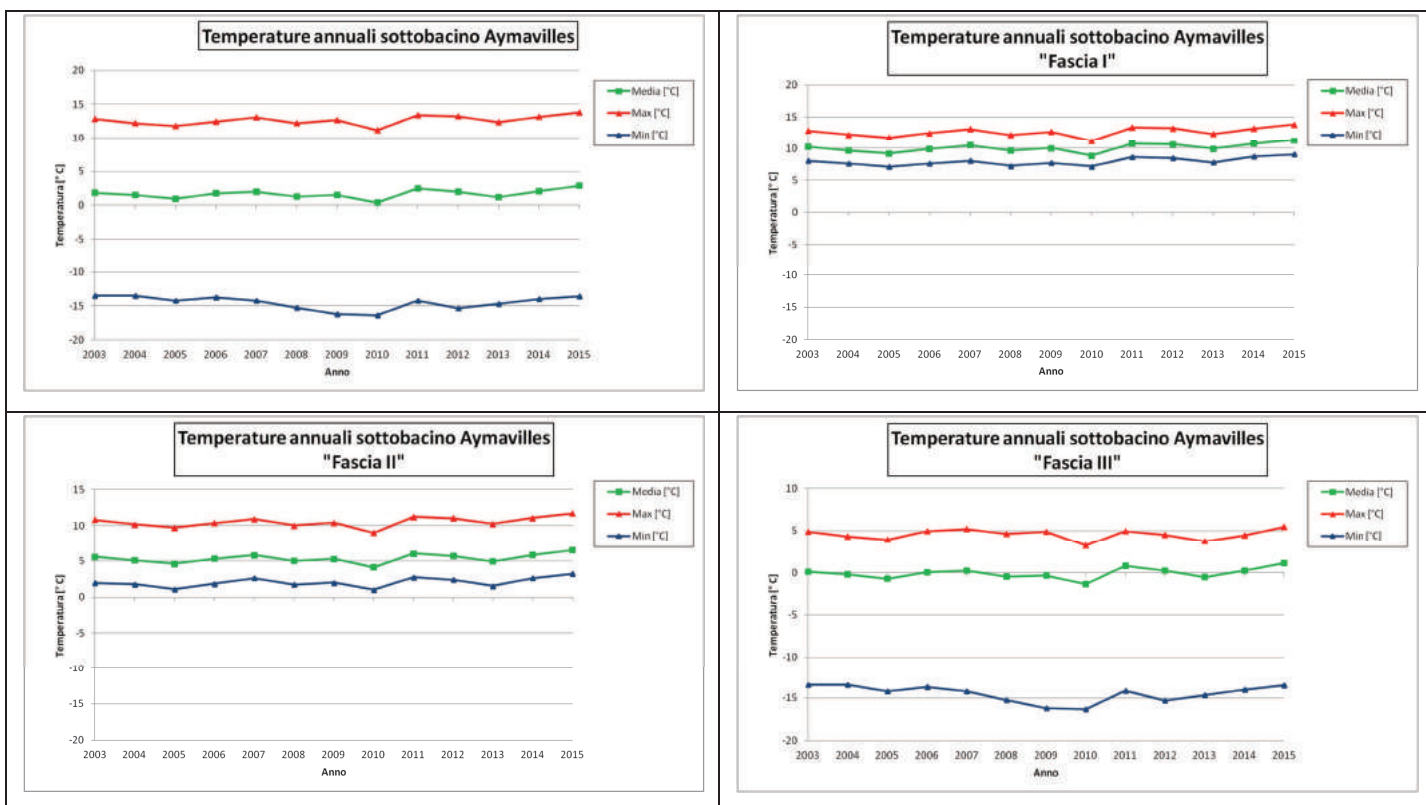 Temperature annuali sottobacino Aymavilles
Temperatura [° C]
20
15
10
5
0
-5
-10
-15
-20
2003 2004 2005 2006 2007 2008 2009 2010 2011 2012 2013 2014 2015
Anno
Media [°C]
Max [°C]
Min [°C]
Temperature annuali sottobacino Aymavilles
"Fascia I"
Temperatura [° C]
20
15
10
5
0
-5
-10
-15
-20
2003 2004 2005 2006 2007 2008 2009 2010 2011 2012 2013 2014 2015
Anno
Media [°C]
Max [°C]
Min [°C]
Temperature annuali sottobacino Aymavilles
"Fascia II"
Temperatura [° C]
15
10
5
0
-5
-10
-15
-20
2003 2004 2005 2006 2007 2008 2009 2010 2011 2012 2013 2014 2015
Anno
Media [°C]
Max [°C]
Min [°C]
Temperature annuali sottobacino Aymavilles
"Fascia III"
Temperatura [° C]
10
5
0
-5
-10
-15
-20
2003 2004 2005 2006 2007 2008 2009 2010 2011 2012 2013 2014 2015
Anno
Media [°C]
Max [°C]
Min [°C]